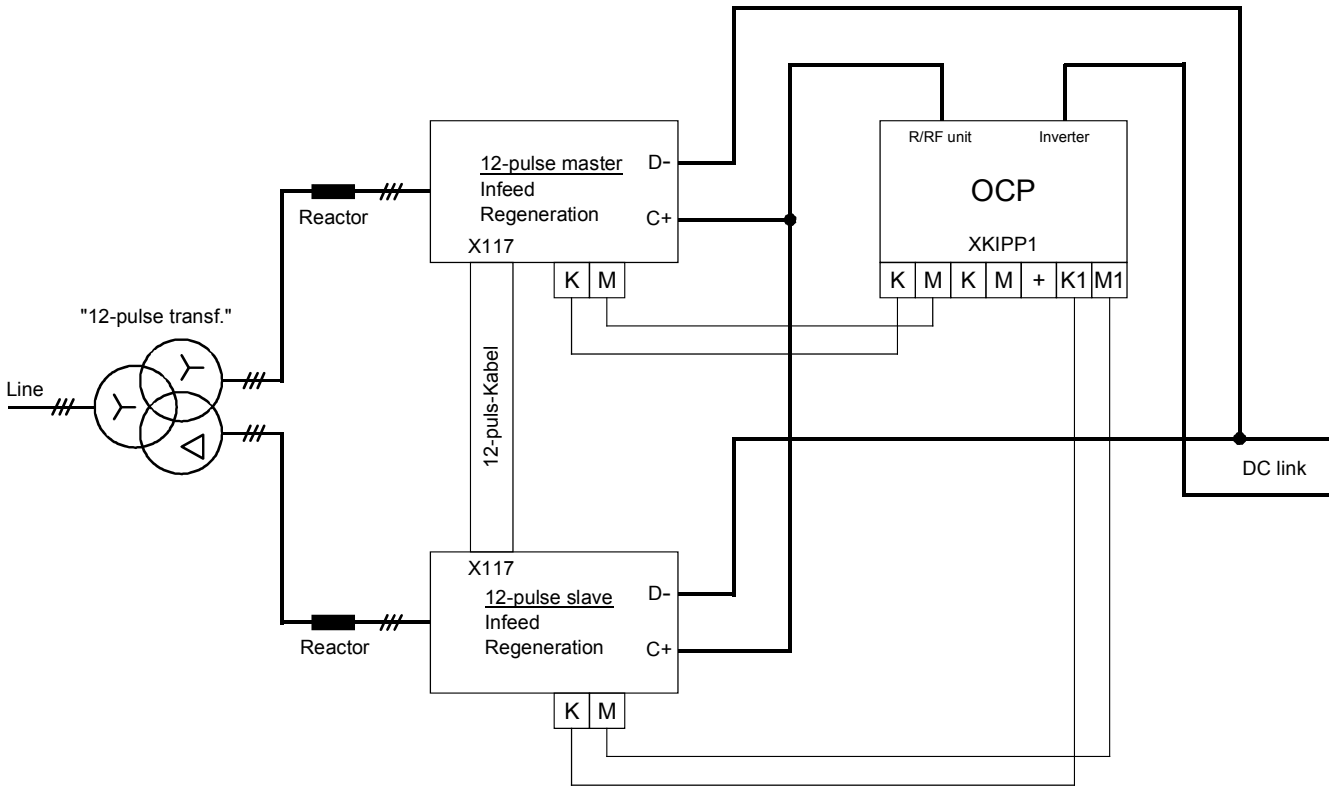 R/RF unit
Inverter
OCP
XKIPP1
K M K M + K1 M1
12-pulse master
Infeed
Regeneration
D-
C+
X117
K M
Reactor
"12-pulse transf."
Line
12-puls-Kabel
DC link
X117
12-pulse slave
Infeed
Regeneration
D-
C+
Reactor
K M